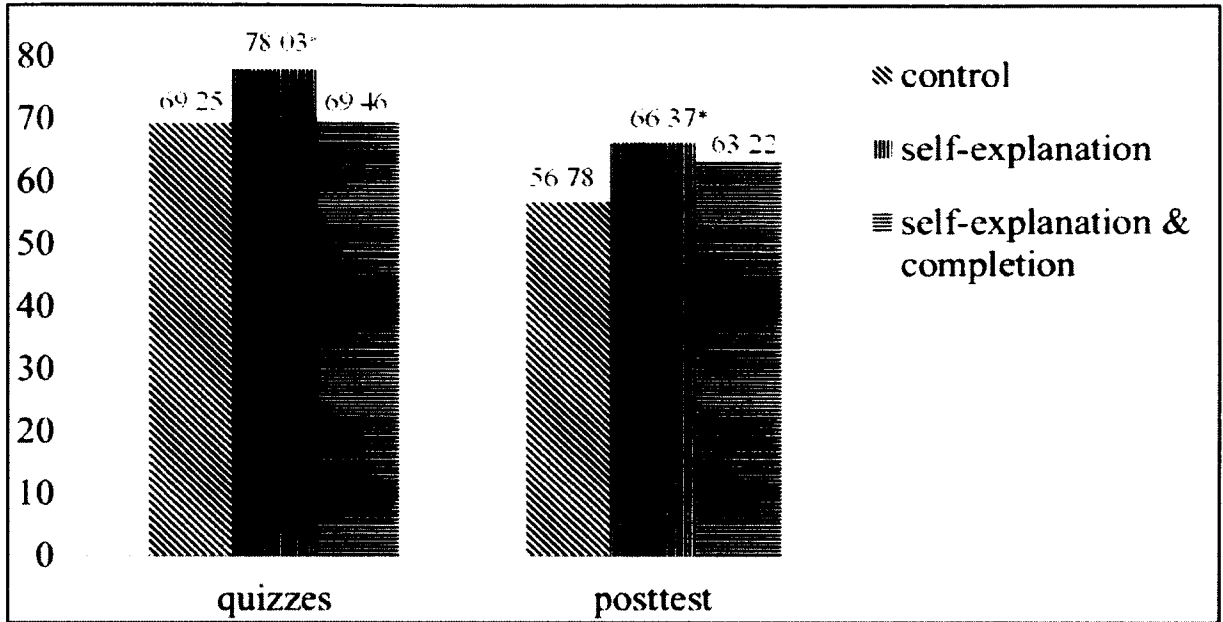 80
70
60
50
40
30
20
10
0
69 25
78 03*
69 46
56 78
66 37*
63 22
quizzes
posttest
control
self-explanation
self-explanation &
completion